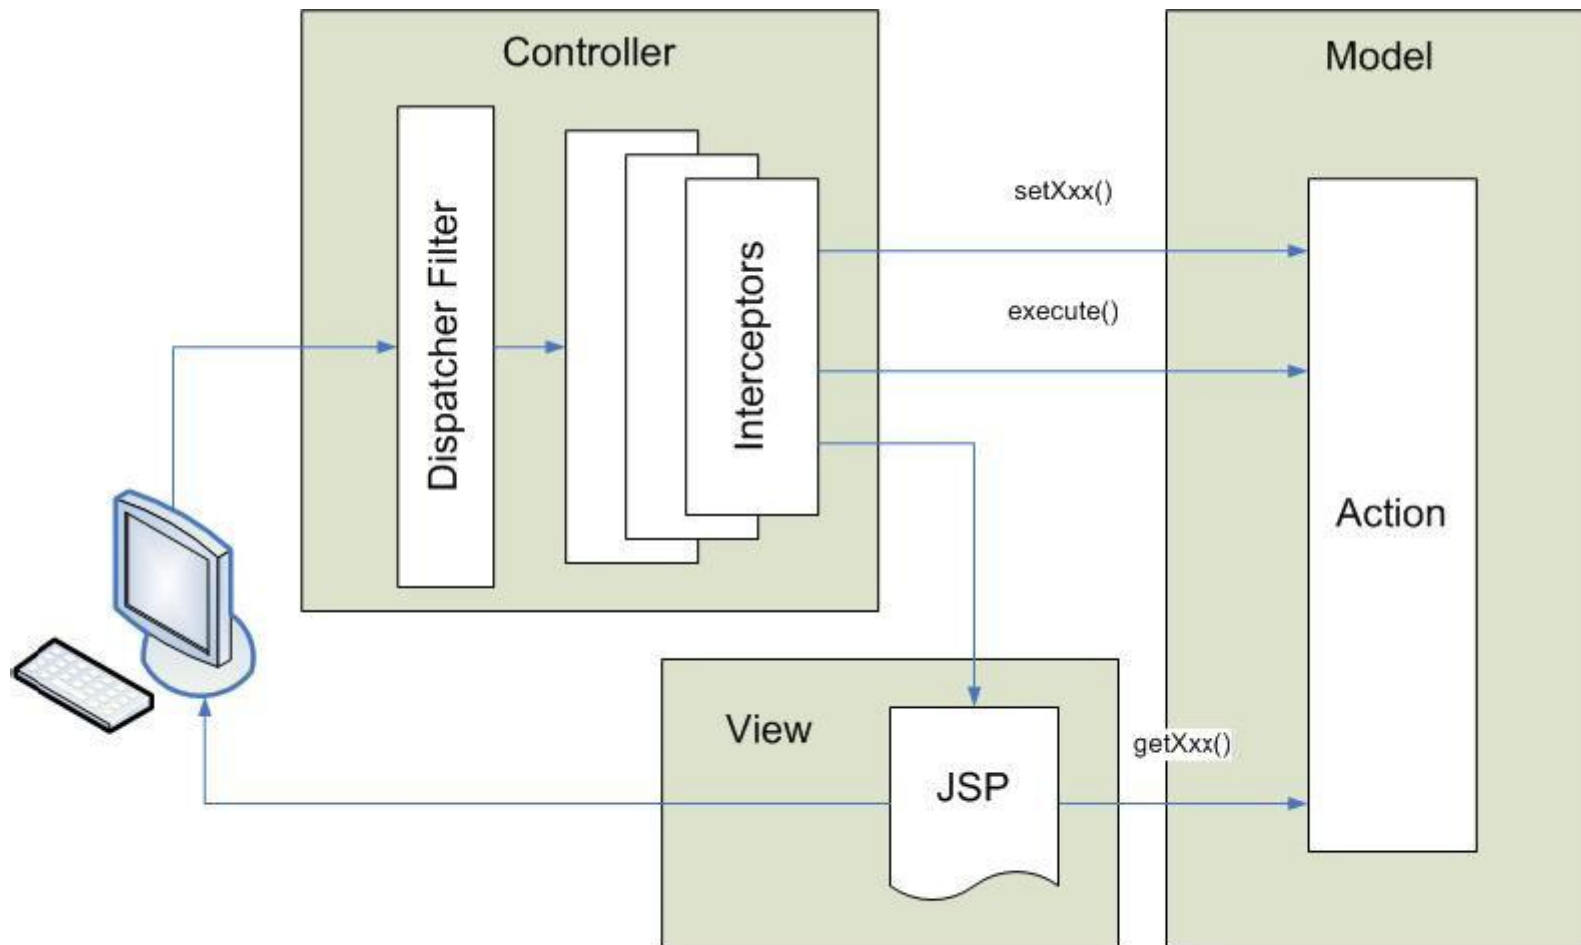 Controller
Model
Dispatcher Filter
Interceptors
setXxx()
execute()
Action
View
JSP
getXxx()